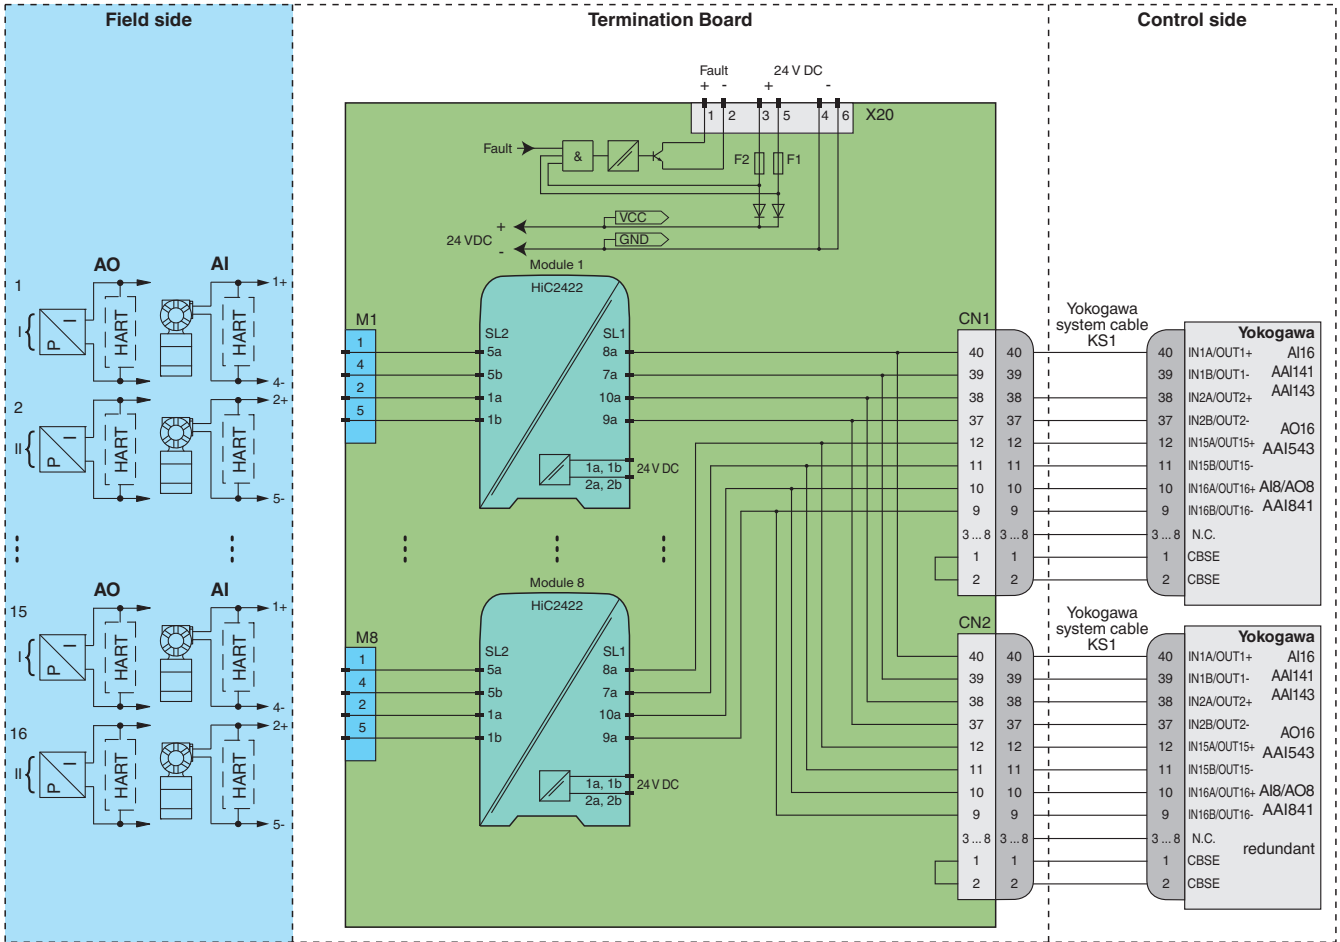 Field side
Termination Board
Control side
Fault
24 V DC
+ - + -
1 2 3 5 4 6
X20
Fault
&
F2
F1
VCC
+
24 VDC
-
GND
Module 1
HiC2422
AO
AI
1
I
P
I
HART
HART
1+
4-
2
II
P
I
HART
HART
2+
5-
M1
1
4
2
5
SL2
5a
5b
1a
1b
SL1
8a
7a
10a
9a
1a, 1b
2a, 2b
24 V DC
CN1
40 40
39 39
38 38
37 37
12 12
11 11
10 10
9 9
3 ... 8 3 ... 8
1 1
2 2
Yokogawa
system cable
KS1
Yokogawa
40 IN1A/OUT1+ AI16
39 IN1B/OUT1- AAI141
AAI143
38 IN2A/OUT2+
37 IN2B/OUT2- AO16
12 IN15A/OUT15+ AAI543
11 IN15B/OUT15-
10 IN16A/OUT16+ AI8/AO8
9 IN16B/OUT16- AAI841
3 ... 8 N.C.
1 CBSE
2 CBSE
AO
AI
15
I
P
I
HART
HART
1+
4-
16
II
P
I
HART
HART
2+
5-
Module 8
HiC2422
M8
1
4
2
5
SL2
5a
5b
1a
1b
SL1
8a
7a
10a
9a
1a, 1b
2a, 2b
24 V DC
CN2
40 40
39 39
38 38
37 37
12 12
11 11
10 10
9 9
3 ... 8 3 ... 8
1 1
2 2
Yokogawa
system cable
KS1
Yokogawa
40 IN1A/OUT1+ AI16
39 IN1B/OUT1- AAI141
AAI143
38 IN2A/OUT2+
37 IN2B/OUT2- AO16
12 IN15A/OUT15+ AAI543
11 IN15B/OUT15-
10 IN16A/OUT16+ AI8/AO8
9 IN16B/OUT16- AAI841
3 ... 8 N.C.
redundant
1 CBSE
2 CBSE